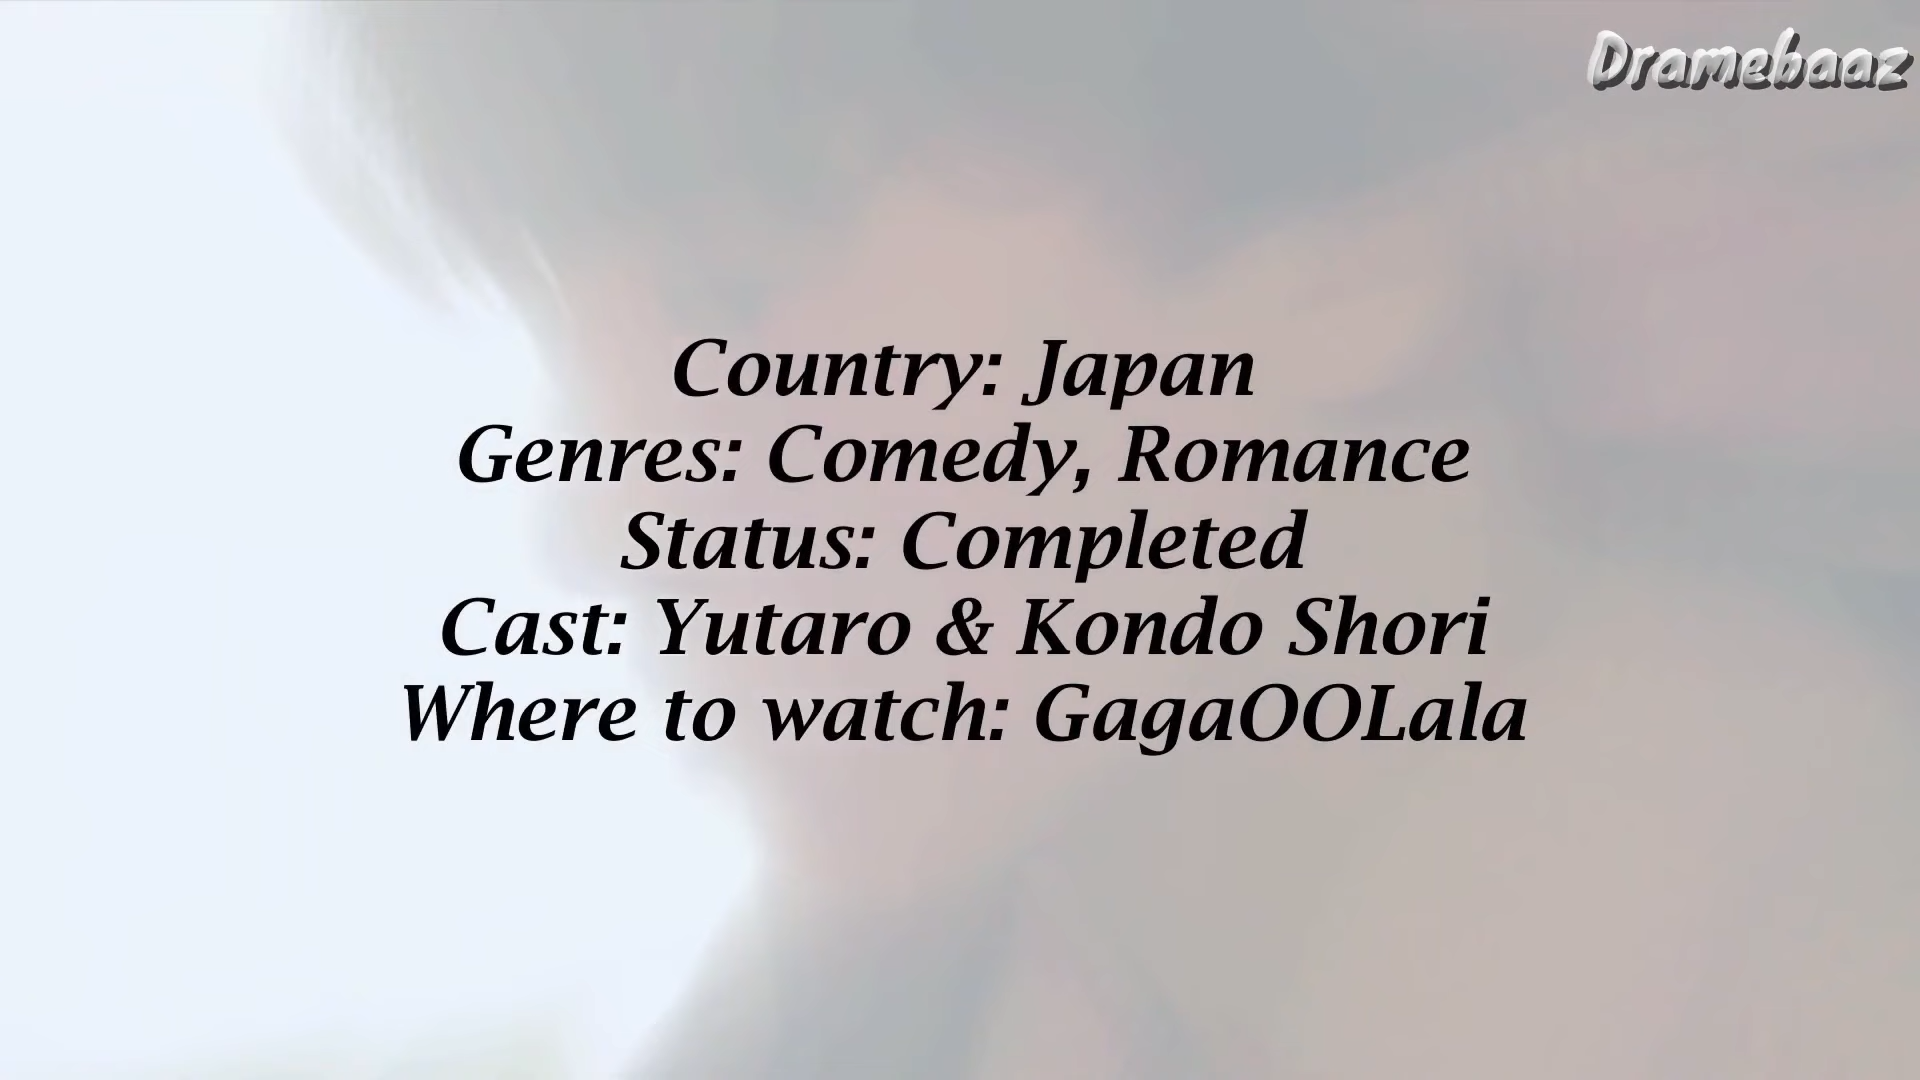 Dramebaaz
Country: Japan
Genres: Comedy, Romance
Status: Completed
Cast: Yutaro & Kondo Shori
Where to watch: GagaOOLala